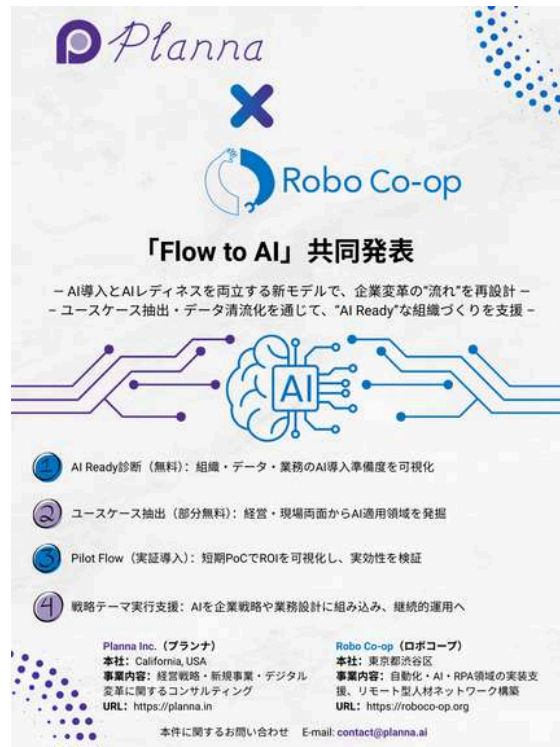 Planna
Robo Co-op
「Flow to AI」共同発表
− AI導入とAIレディネスを両立する新モデルで、企業変革の“流れ”を再設計 −
− ユースケース抽出・データ清流化を通じて、“AI Ready”な組織づくりを支援 −
AI
1 AI Ready診断（無料）：組織・データ・業務のAI導入準備度を可視化
2 ユースケース抽出（部分無料）：経営・現場両面からAI適用領域を発掘
3 Pilot Flow（実証導入）：短期PoCでROIを可視化し、実効性を検証
4 戦略テーマ実行支援：AIを企業戦略や業務設計に組み込み、継続的運用へ
Planna Inc.（プランナ）
本社：California, USA
事業内容：経営戦略・新規事業・デジタル
変革に関するコンサルティング
URL：https://planna.in
Robo Co-op（ロボコープ）
本社：東京都渋谷区
事業内容：自動化・AI・RPA領域の実装支
援、リモート型人材ネットワーク構築
URL：https://roboco-op.org
本件に関するお問い合わせ　E-mail: contact@planna.ai